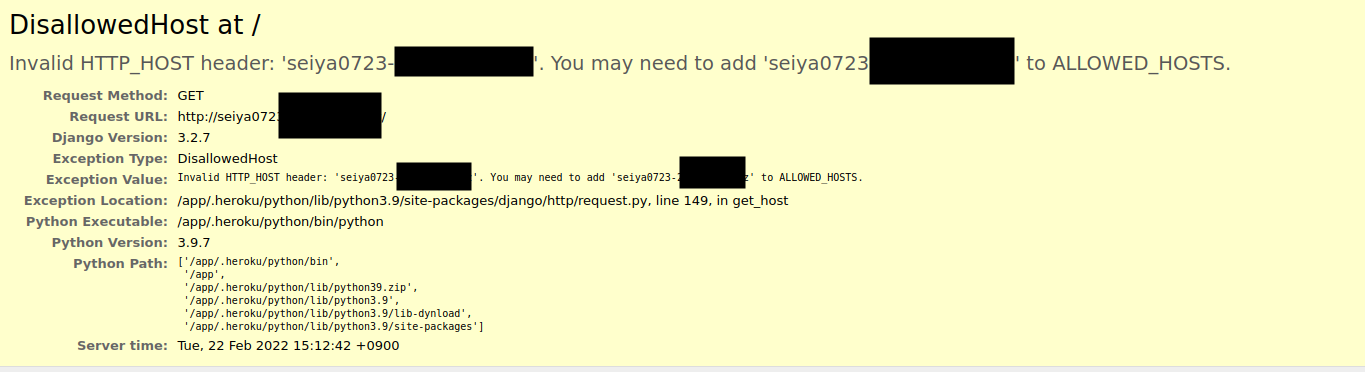 DisallowedHost at /
Invalid HTTP_HOST header: 'seiya0723- '. You may need to add 'seiya0723 ' to ALLOWED_HOSTS.
Request Method: GET
Request URL: http://seiya072 /
Django Version: 3.2.7
Exception Type: DisallowedHost
Exception Value: Invalid HTTP_HOST header: 'seiya0723- '. You may need to add 'seiya0723-2 z' to ALLOWED_HOSTS.
Exception Location: /app/.heroku/python/lib/python3.9/site-packages/django/http/request.py, line 149, in get_host
Python Executable: /app/.heroku/python/bin/python
Python Version: 3.9.7
Python Path: ['/app/.heroku/python/bin',
'/app',
'/app/.heroku/python/lib/python39.zip',
'/app/.heroku/python/lib/python3.9',
'/app/.heroku/python/lib/python3.9/lib-dynload',
'/app/.heroku/python/lib/python3.9/site-packages']
Server time: Tue, 22 Feb 2022 15:12:42 +0900